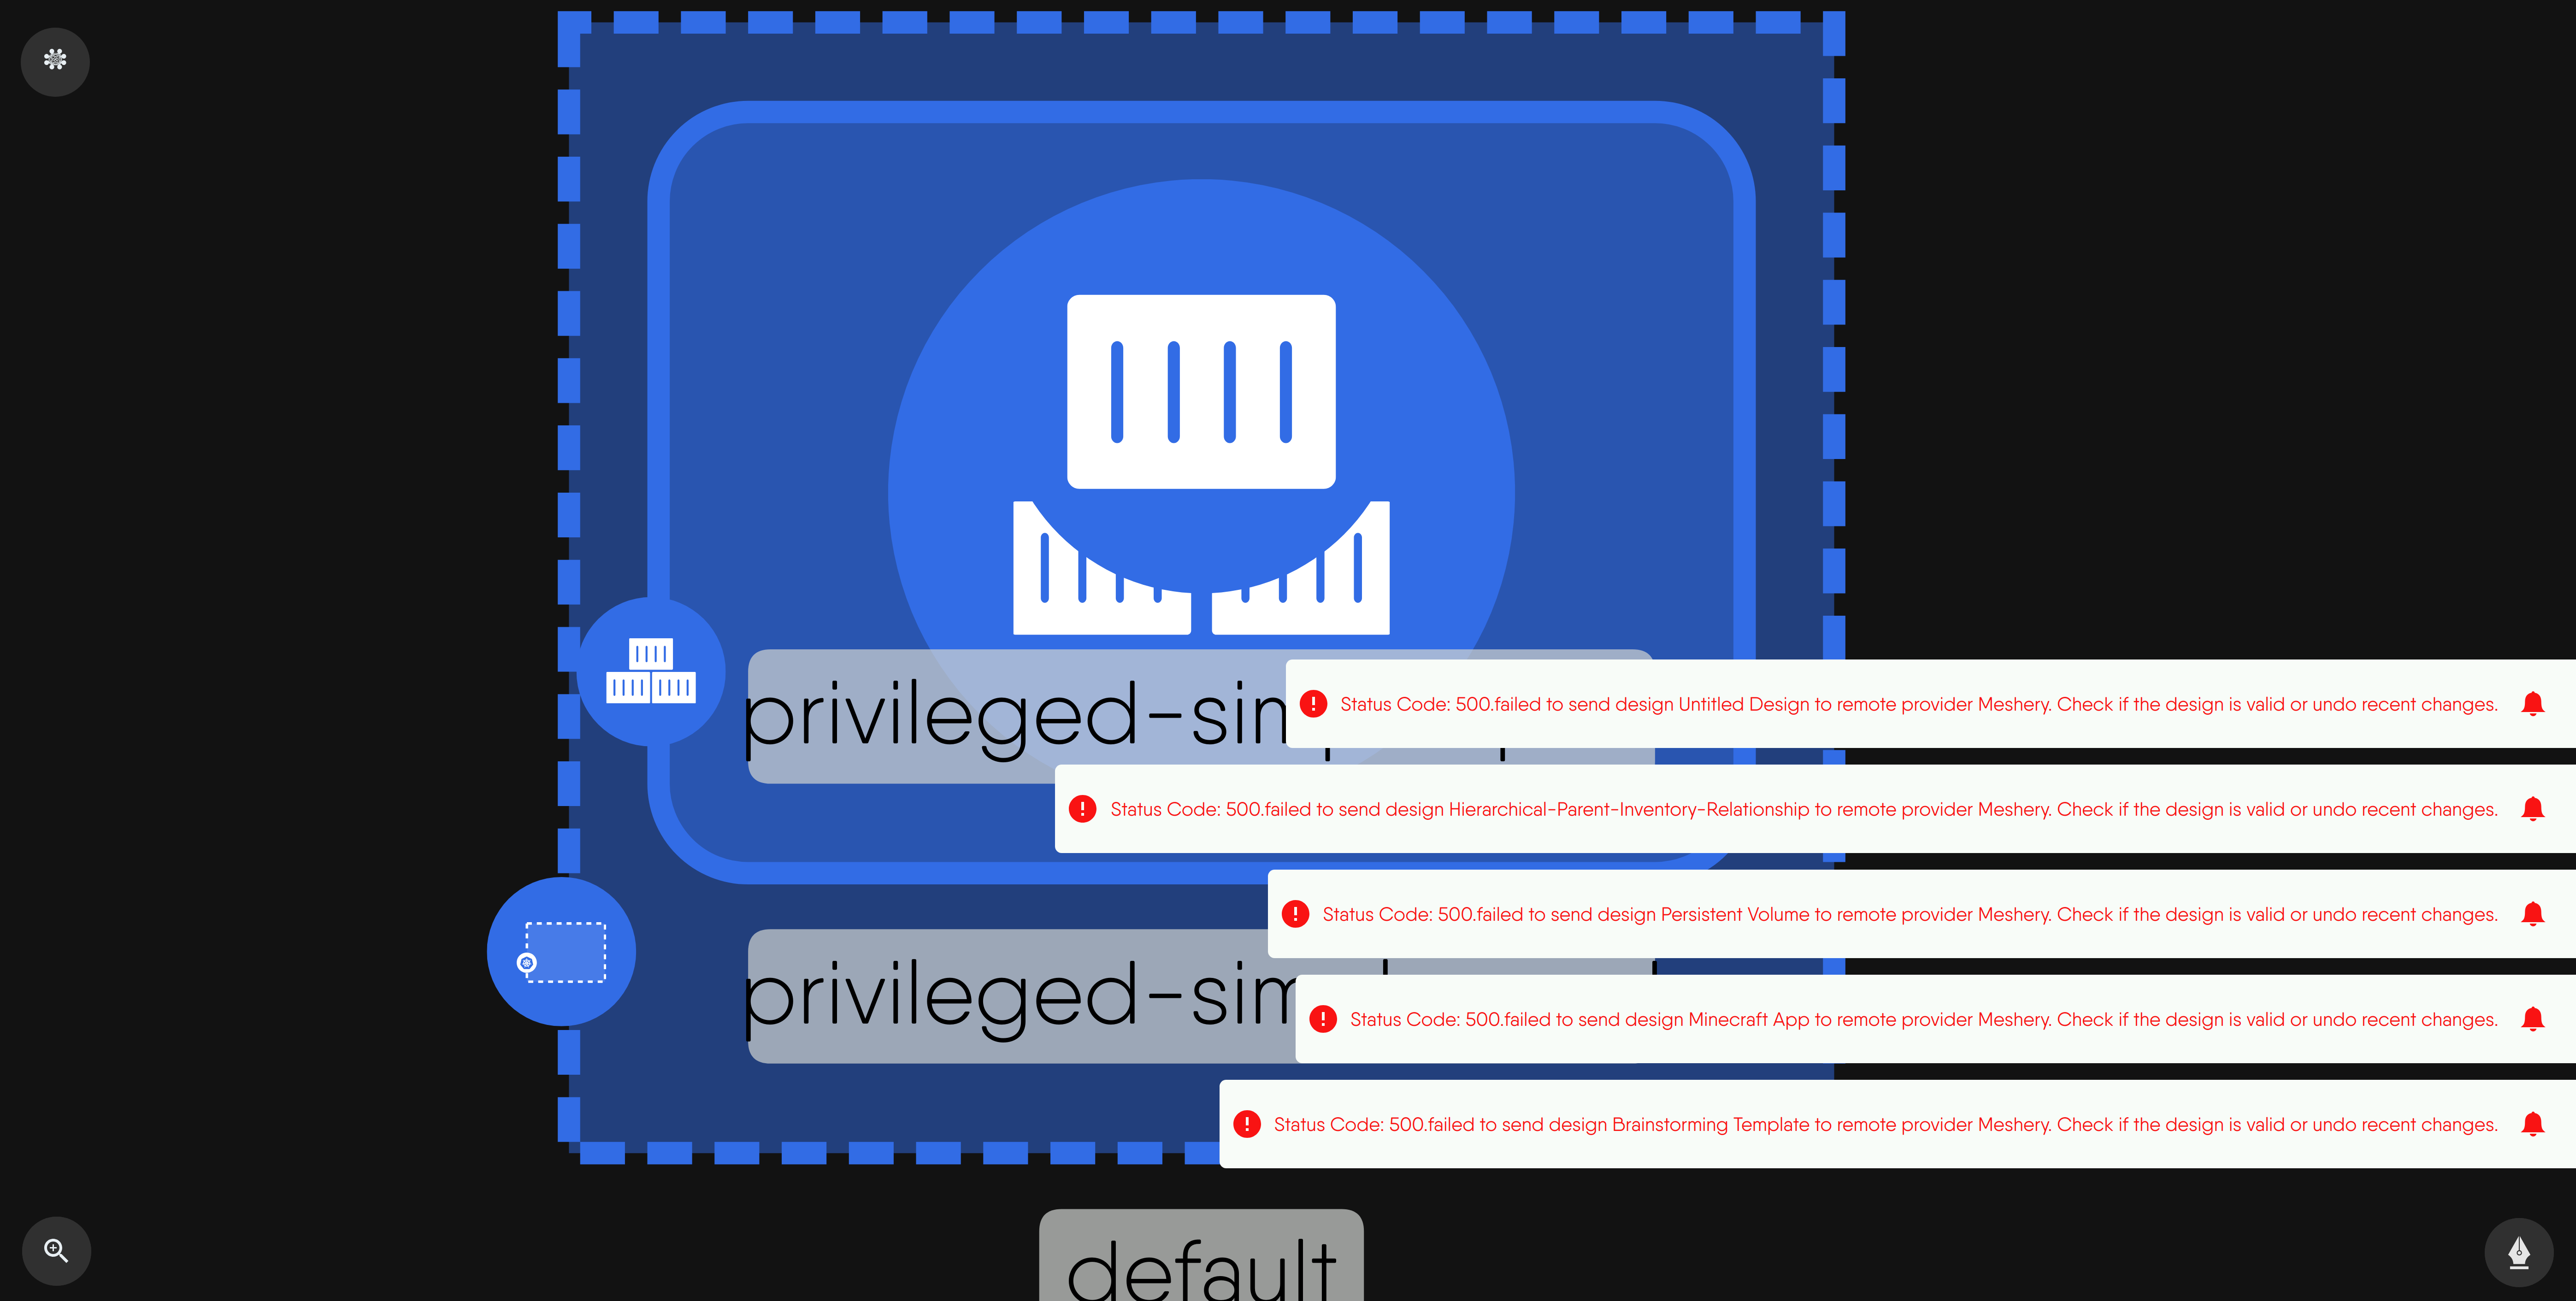 Status Code: 500.failed to send design Untitled Design to remote provider Meshery. Check if the design is valid or undo recent changes.
Status Code: 500.failed to send design Hierarchical-Parent-Inventory-Relationship to remote provider Meshery. Check if the design is valid or undo recent changes.
Status Code: 500.failed to send design Persistent Volume to remote provider Meshery. Check if the design is valid or undo recent changes.
privileged-sim
Status Code: 500.failed to send design Minecraft App to remote provider Meshery. Check if the design is valid or undo recent changes.
Status Code: 500.failed to send design Brainstorming Template to remote provider Meshery. Check if the design is valid or undo recent changes.
default